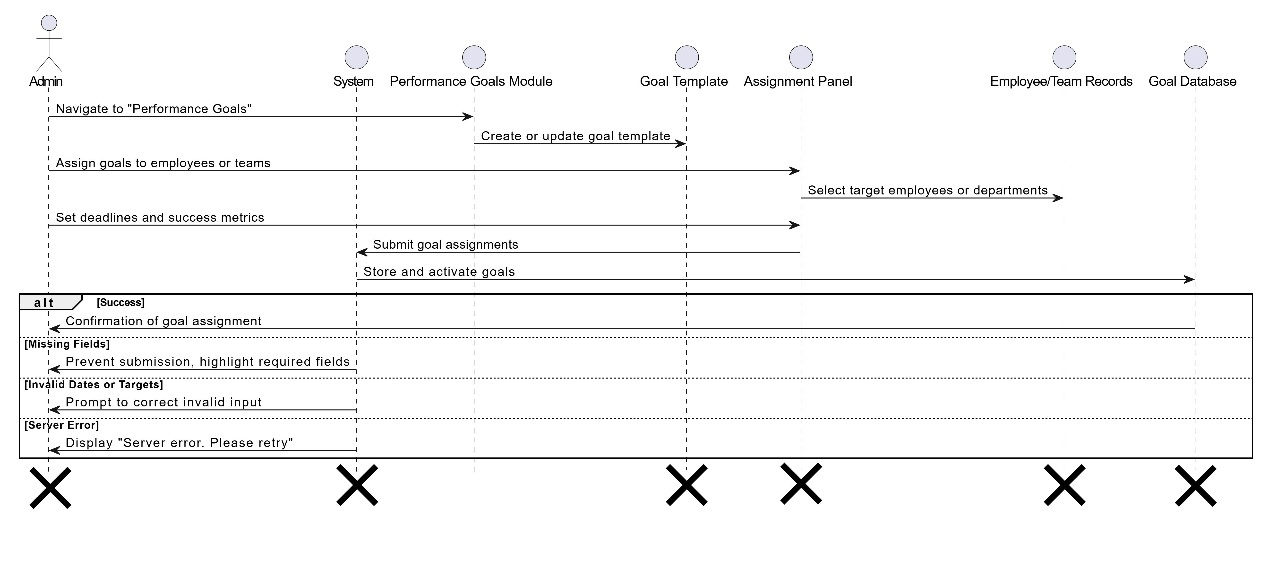 Admin
System
Performance Goals Module
Goal Template
Assignment Panel
Employee/Team Records
Goal Database
Navigate to "Performance Goals"
Create or update goal template
Assign goals to employees or teams
Select target employees or departments
Set deadlines and success metrics
Submit goal assignments
Store and activate goals
alt [Success]
Confirmation of goal assignment
[Missing Fields]
Prevent submission, highlight required fields
[Invalid Dates or Targets]
Prompt to correct invalid input
[Server Error]
Display "Server error. Please retry"